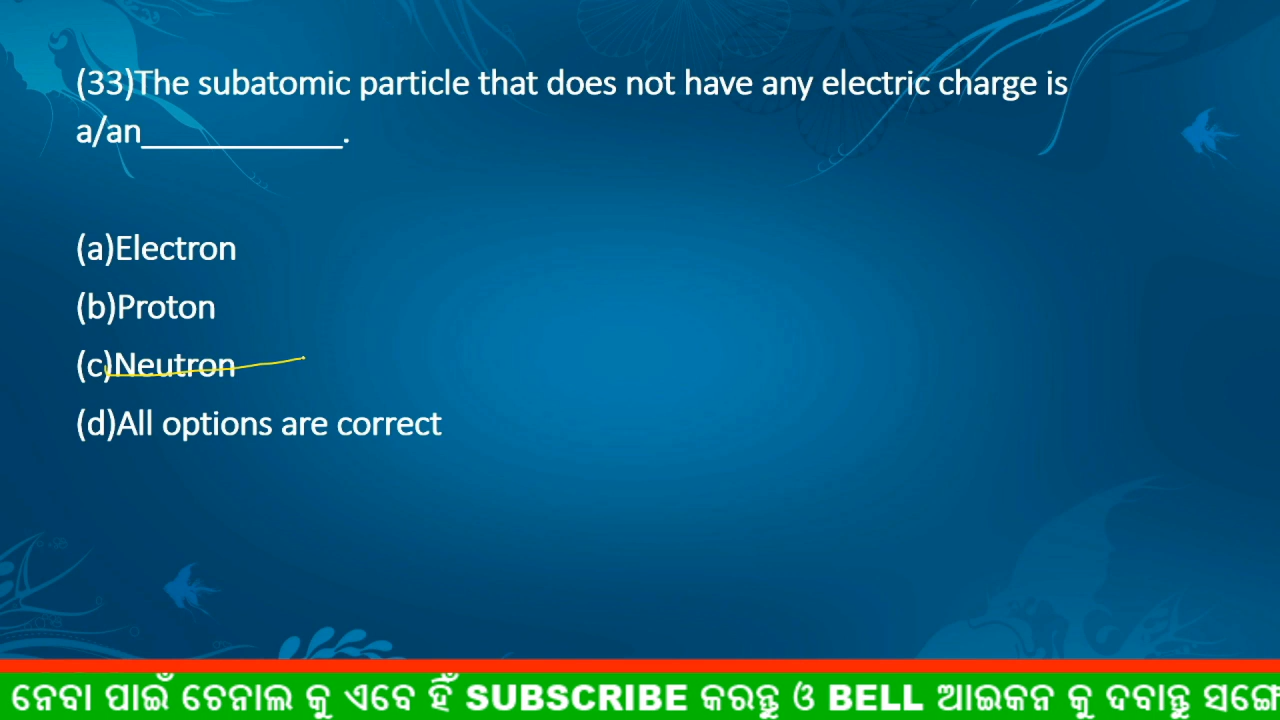 (33)The subatomic particle that does not have any electric charge is
a/an____________.
(a)Electron
(b)Proton
(c)Neutron
(d)All options are correct
ନେବା ପାଇଁ ଚେନାଲ କୁ ଏବେ ହିଁ SUBSCRIBE କରନ୍ତୁ ଓ BELL ଆଇକନ କୁ ଦବାନ୍ତୁ ସଙ୍ଗେ